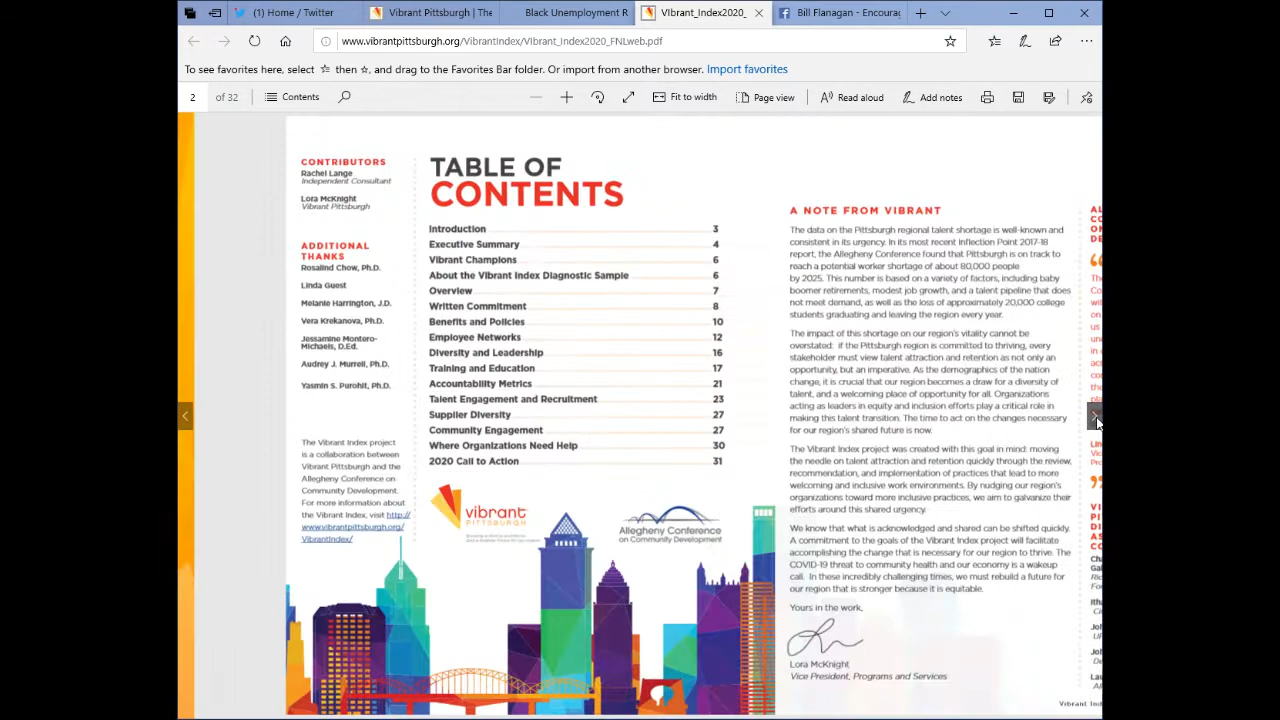 (1) Home / Twitter
Vibrant Pittsburgh | The
Black Unemployment R
VIbrant_Index2020_
Bill Flanagan - Encourag
www.vibrantpittsburgh.org/VibrantIndex/VIbrant_Index2020_FNLweb.pdf
To see favorites here, select ☆ then ☆, and drag to the Favorites Bar folder. Or import from another browser. Import favorites
2 of 32 Contents Fit to width Page view Read aloud Add notes
CONTRIBUTORS
Rachel Lange
Independent Consultant
Lora McKnight
Vibrant Pittsburgh
ADDITIONAL
THANKS
Rosalind Chow, Ph.D.
Linda Guest
Melanie Harrington, J.D.
Vera Krekanova, Ph.D.
Jessamine Montero-
Michaels, D.Ed.
Audrey J. Murrell, Ph.D.
Yasmin S. Purohit, Ph.D.
The Vibrant Index project
is a collaboration between
Vibrant Pittsburgh and the
Allegheny Conference on
Community Development.
For more information about
the Vibrant Index, visit http://
www.vibrantpittsburgh.org/
VibrantIndex/
TABLE OF
CONTENTS
Introduction 3
Executive Summary 4
Vibrant Champions 6
About the Vibrant Index Diagnostic Sample 6
Overview 7
Written Commitment 8
Benefits and Policies 10
Employee Networks 12
Diversity and Leadership 16
Training and Education 17
Accountability Metrics 21
Talent Engagement and Recruitment 23
Supplier Diversity 27
Community Engagement 27
Where Organizations Need Help 30
2020 Call to Action 31
vibrant
PITTSBURGH
Allegheny Conference
on Community Development
A NOTE FROM VIBRANT
The data on the Pittsburgh regional talent shortage is well-known and
consistent in its urgency. In its most recent Inflection Point 2017-18
report, the Allegheny Conference found that Pittsburgh is on track to
reach a potential worker shortage of about 80,000 people
by 2025. This number is based on a variety of factors, including baby
boomer retirements, modest job growth, and a talent pipeline that does
not meet demand, as well as the loss of approximately 20,000 college
students graduating and leaving the region every year.
The impact of this shortage on our region's vitality cannot be
overstated: if the Pittsburgh region is committed to thriving, every
stakeholder must view talent attraction and retention as not only an
opportunity, but an imperative. As the demographics of the nation
change, it is crucial that our region becomes a draw for a diversity of
talent, and a welcoming place of opportunity for all. Organizations
acting as leaders in equity and inclusion efforts play a critical role in
making this talent transition. The time to act on the changes necessary
for our region's shared future is now.
The Vibrant Index project was created with this goal in mind: moving
the needle on talent attraction and retention quickly through the review,
recommendation, and implementation of practices that lead to more
welcoming and inclusive work environments. By nudging our region's
organizations toward more inclusive practices, we aim to galvanize their
efforts around this shared urgency.
We know that what is acknowledged and shared can be shifted quickly.
A commitment to the goals of the Vibrant Index project will facilitate
accomplishing the change that is necessary for our region to thrive. The
COVID-19 threat to community health and our economy is a wakeup
call. In these incredibly challenging times, we must rebuild a future for
our region that is stronger because it is equitable.
Yours in the work,
Lora McKnight
Vice President, Programs and Services
Vibrant Ind